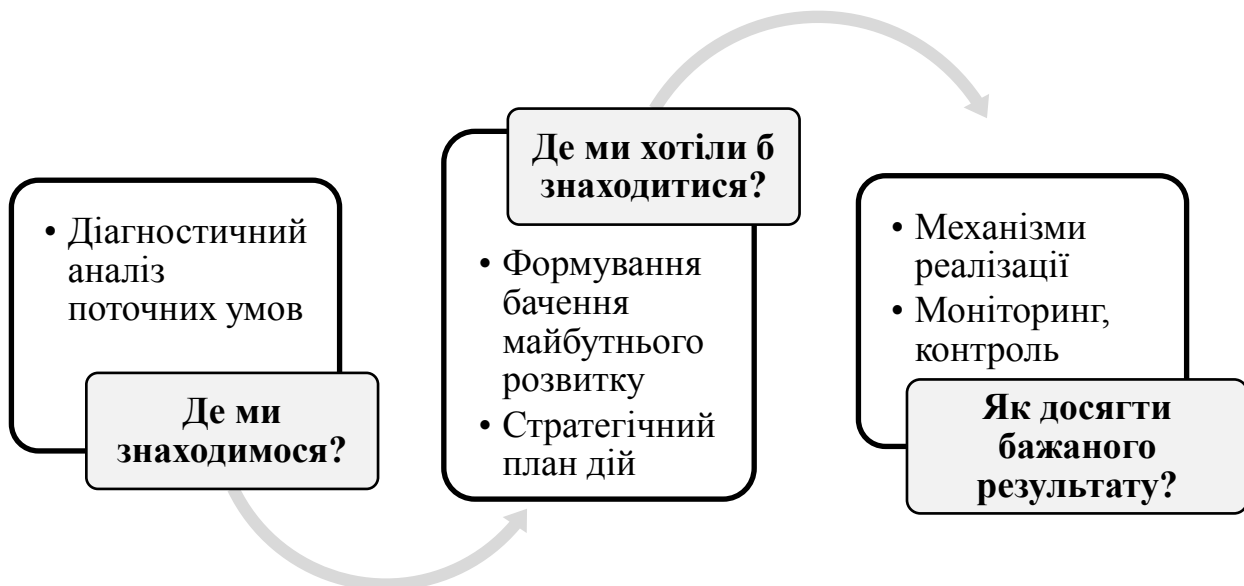 • Діагностичний
аналіз
поточних умов
Де ми
знаходимося?
Де ми хотіли б
знаходитися?
• Формування
бачення
майбутнього
розвитку
• Стратегічний
план дій
• Механізми
реалізації
• Моніторинг,
контроль
Як досягти
бажаного
результату?